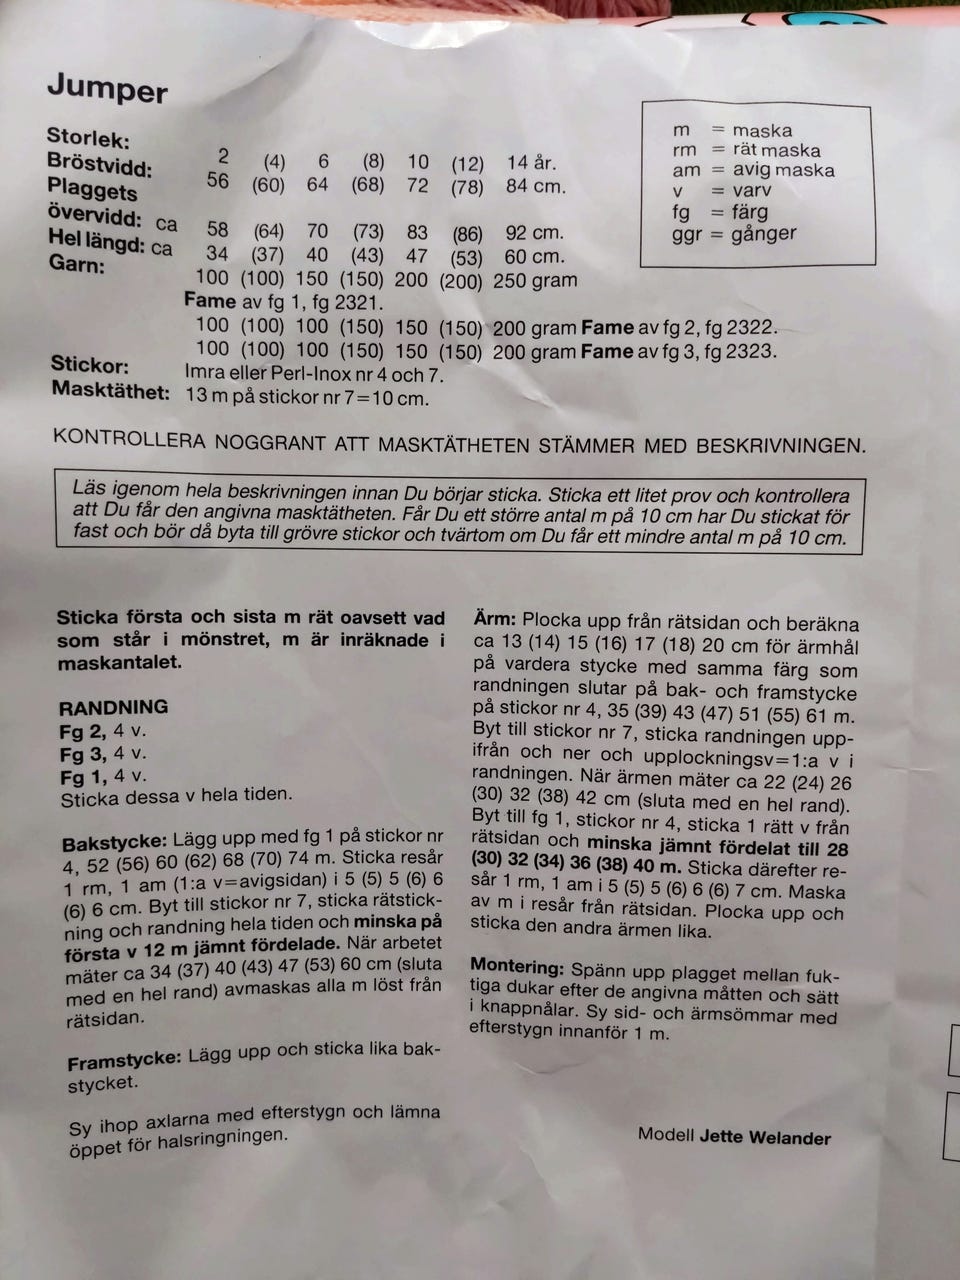 Jumper
Storlek: 2 (4) 6 (8) 10 (12) 14 år.
Bröstvidd: 56 (60) 64 (68) 72 (78) 84 cm.
Plaggets
övervidd: ca 58 (64) 70 (73) 83 (86) 92 cm.
Hel längd: ca 34 (37) 40 (43) 47 (53) 60 cm.
Garn: 100 (100) 150 (150) 200 (200) 250 gram
Fame av fg 1, fg 2321.
100 (100) 100 (150) 150 (150) 200 gram Fame av fg 2, fg 2322.
100 (100) 100 (150) 150 (150) 200 gram Fame av fg 3, fg 2323.
Stickor: Imra eller Perl-Inox nr 4 och 7.
Masktäthet: 13 m på stickor nr 7=10 cm.
m = maska
rm = rät maska
am = avig maska
v = varv
fg = färg
ggr = gånger
KONTROLLERA NOGGRANT ATT MASKTÄTHETEN STÄMMER MED BESKRIVNINGEN.
Läs igenom hela beskrivningen innan Du börjar sticka. Sticka ett litet prov och kontrollera
att Du får den angivna masktätheten. Får Du ett större antal m på 10 cm har Du stickat för
fast och bör då byta till grövre stickor och tvärtom om Du får ett mindre antal m på 10 cm.
Sticka första och sista m rät oavsett vad
som står i mönstret, m är inräknade i
maskantalet.
RANDNING
Fg 2, 4 v.
Fg 3, 4 v.
Fg 1, 4 v.
Sticka dessa v hela tiden.
Bakstycke: Lägg upp med fg 1 på stickor nr
4, 52 (56) 60 (62) 68 (70) 74 m. Sticka resår
1 rm, 1 am (1:a v=avigsidan) i 5 (5) 5 (6) 6
(6) 6 cm. Byt till stickor nr 7, sticka rätstick-
ning och randning hela tiden och minska på
första v 12 m jämnt fördelade. När arbetet
mäter ca 34 (37) 40 (43) 47 (53) 60 cm (sluta
med en hel rand) avmaskas alla m löst från
rätsidan.
Framstycke: Lägg upp och sticka lika bak-
stycket.
Sy ihop axlarna med efterstygn och lämna
öppet för halsringningen.
Ärm: Plocka upp från rätsidan och beräkna
ca 13 (14) 15 (16) 17 (18) 20 cm för ärmhål
på vardera stycke med samma färg som
randningen slutar på bak- och framstycke
på stickor nr 4, 35 (39) 43 (47) 51 (55) 61 m.
Byt till stickor nr 7, sticka randningen upp-
ifrån och ner och upplockningsv=1:a v i
randningen. När ärmen mäter ca 22 (24) 26
(30) 32 (38) 42 cm (sluta med en hel rand).
Byt till fg 1, stickor nr 4, sticka 1 rätt v från
rätsidan och minska jämnt fördelat till 28
(30) 32 (34) 36 (38) 40 m. Sticka därefter re-
sår 1 rm, 1 am i 5 (5) 5 (6) 6 (6) 7 cm. Maska
av m i resår från rätsidan. Plocka upp och
sticka den andra ärmen lika.
Montering: Spänn upp plagget mellan fuk-
tiga dukar efter de angivna måtten och sätt
i knappnålar. Sy sid- och ärmsömmar med
efterstygn innanför 1 m.
Modell Jette Welander